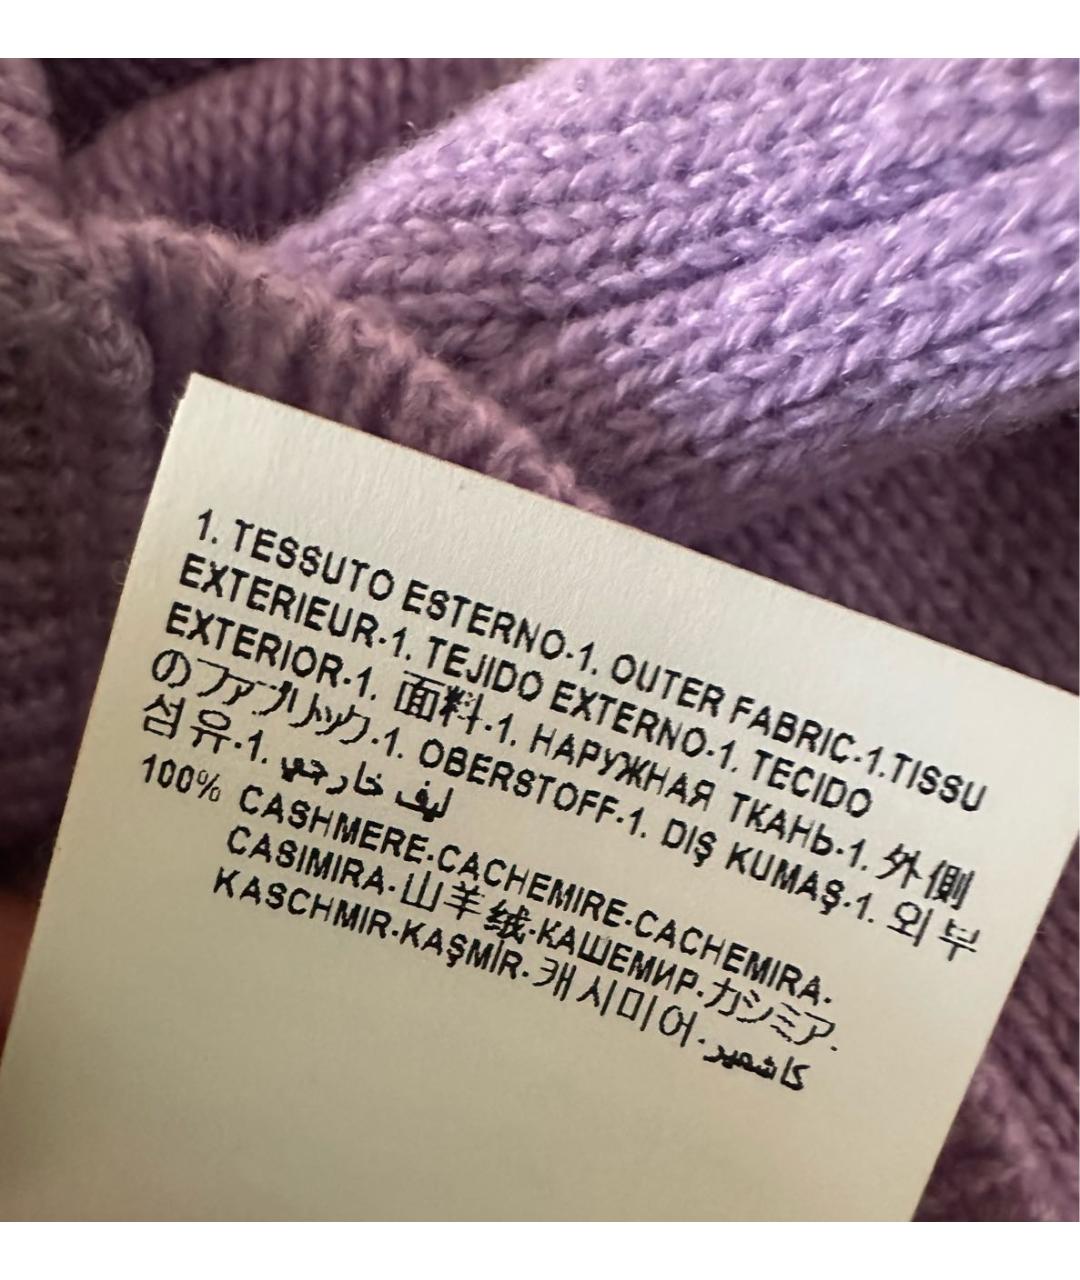 1. TESSUTO ESTERNO-1. OUTER FABRIC-1.TISSU
EXTERIEUR-1. TEJIDO EXTERNO-1. TECIDO
EXTERIOR-1. 面料-1. НАРУЖНАЯ ТКАНЬ-1. 外側
のファブリック-1. OBERSTOFF-1. DIŞ KUMAŞ-1. 외부
섬유-1. ليف خارجي
100% CASHMERE-CACHEMIRE-CACHEMIRA-
CASIMIRA-山羊绒-КАШЕМИР-カシミア-
KASCHMIR-KAŞMİR-캐시미어-كاشمير